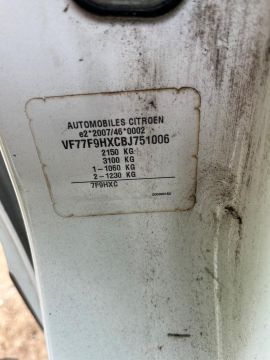 AUTOMOBILES CITROEN
e2*2007/46*0002
VF77F9HXCBJ751006
2150 KG
3100 KG
1-1060 KG
2-1230 KG
7F9HXC